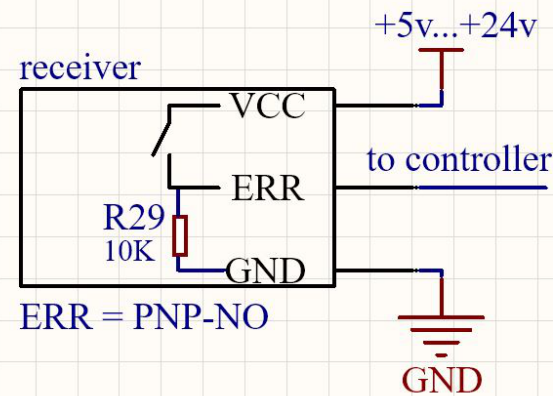 +5v...+24v
receiver
VCC
to controller
ERR
R29
10K
GND
ERR = PNP-NO
GND